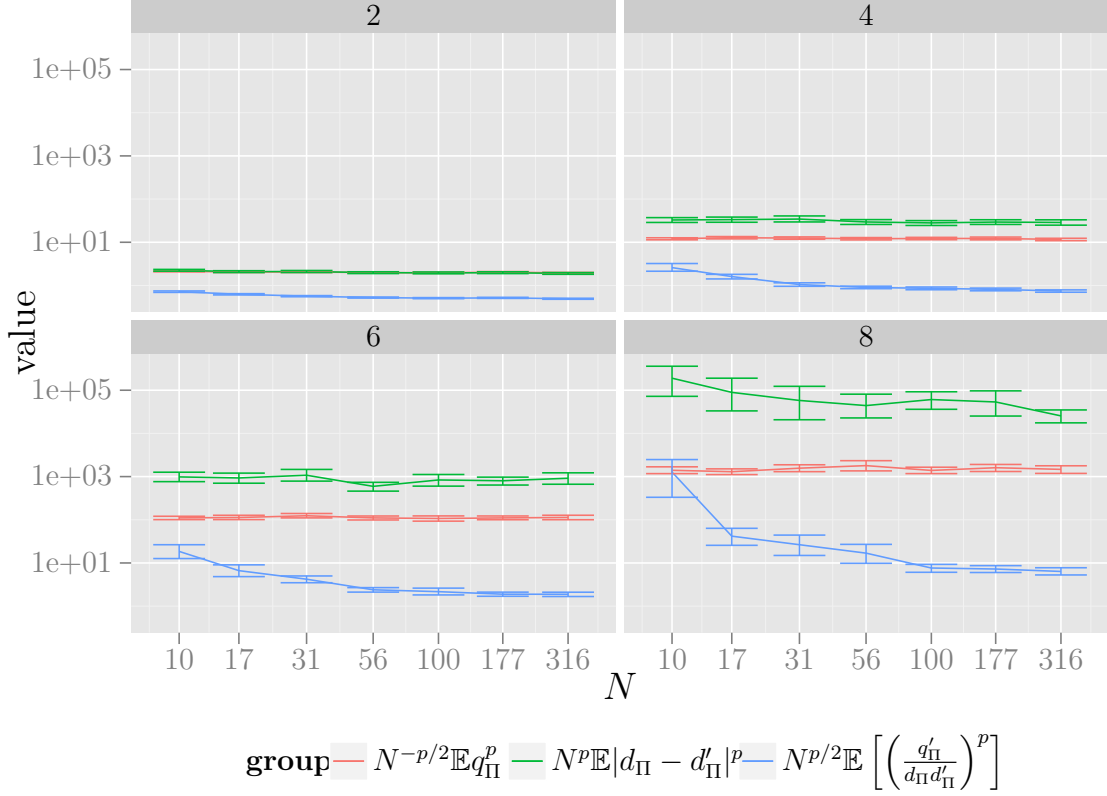 2 4
1e+05
1e+03
1e+01
value
6 8
1e+05
1e+03
1e+01
10 17 31 56 100 177 316 10 17 31 56 100 177 316
N
group N^{-p/2}𝔼q_Π^p N^p𝔼|d_Π − d'_Π|^p N^{p/2}𝔼[(q'_Π/(d_Π d'_Π))^p]